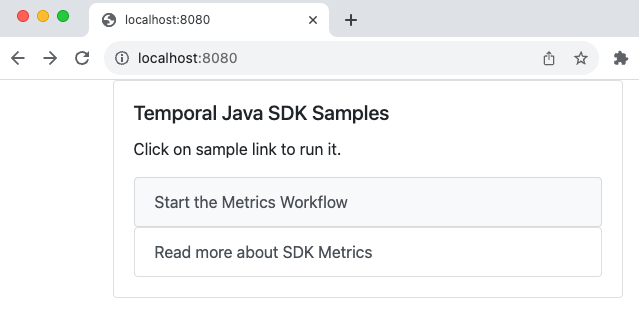 localhost:8080
localhost:8080
Temporal Java SDK Samples
Click on sample link to run it.
Start the Metrics Workflow
Read more about SDK Metrics